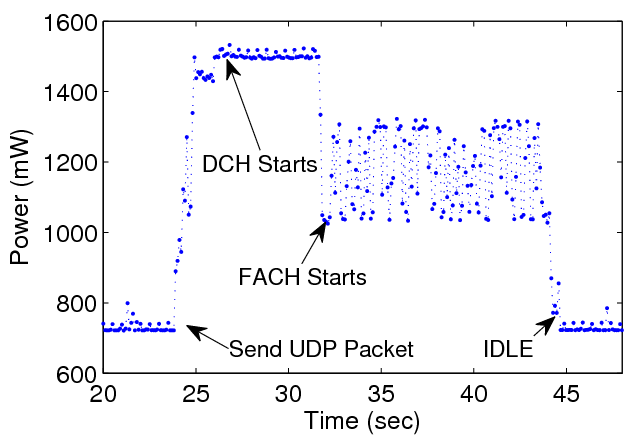 1600
1400
1200
1000
800
600
Power (mW)
DCH Starts
FACH Starts
Send UDP Packet
IDLE
20
25
30
35
40
45
Time (sec)